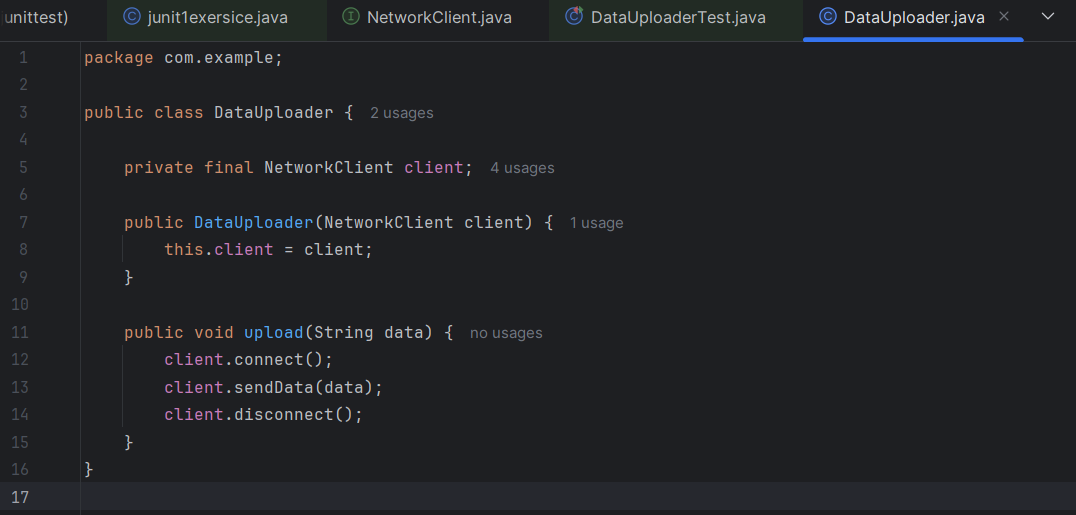 unittest)
junit1exersice.java
NetworkClient.java
DataUploaderTest.java
DataUploader.java
1 package com.example;
2
3 public class DataUploader { 2 usages
4
5 private final NetworkClient client; 4 usages
6
7 public DataUploader(NetworkClient client) { 1 usage
8 this.client = client;
9 }
10
11 public void upload(String data) { no usages
12 client.connect();
13 client.sendData(data);
14 client.disconnect();
15 }
16 }
17